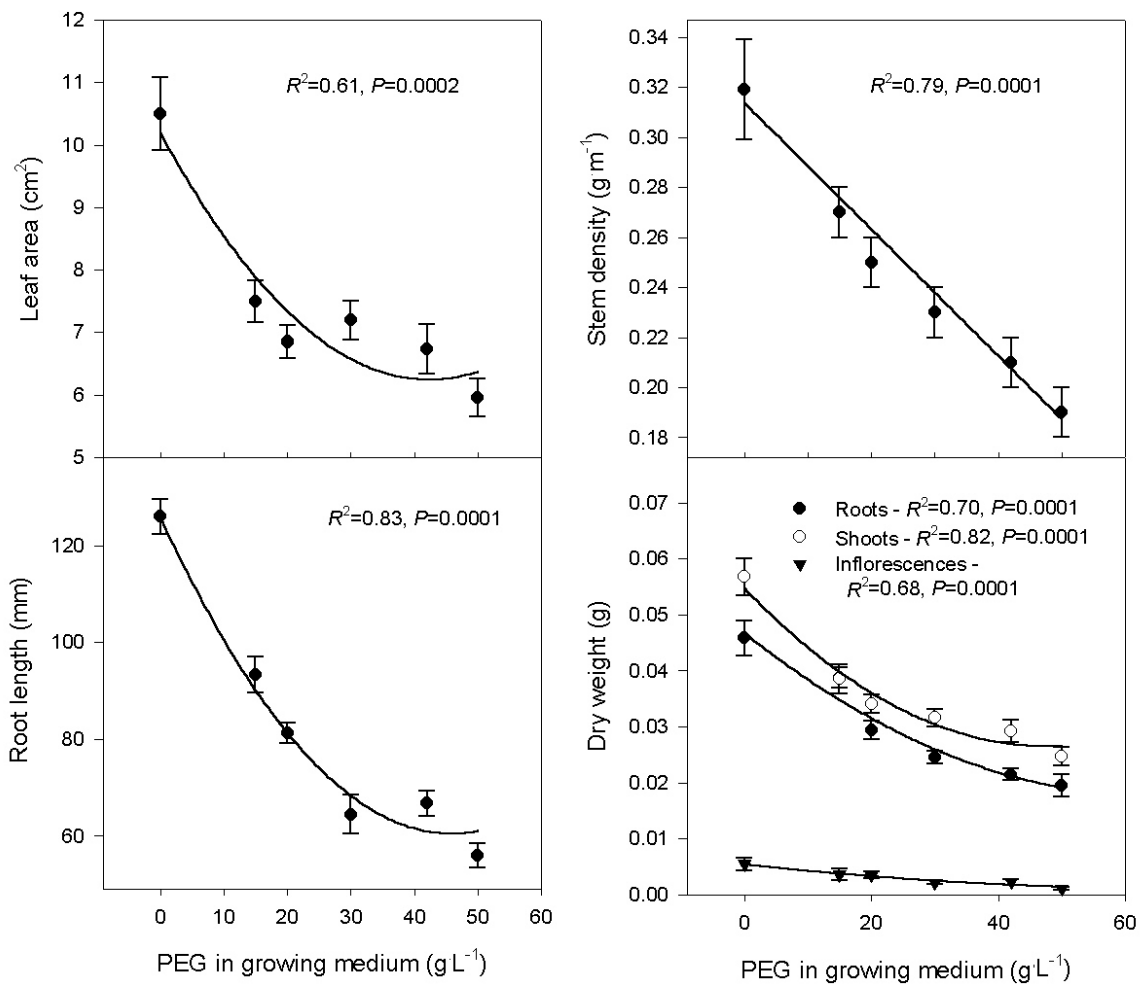 12
11
10
9
8
7
6
5
Leaf area (cm²)
R²=0.61, P=0.0002
0.34
0.32
0.30
0.28
0.26
0.24
0.22
0.20
0.18
Stem density (g·m⁻¹)
R²=0.79, P=0.0001
120
100
80
60
Root length (mm)
R²=0.83, P=0.0001
0 10 20 30 40 50 60
PEG in growing medium (g·L⁻¹)
0.07
0.06
0.05
0.04
0.03
0.02
0.01
0.00
Dry weight (g)
Roots - R²=0.70, P=0.0001
Shoots - R²=0.82, P=0.0001
Inflorescences -
R²=0.68, P=0.0001
0 20 40 60
PEG in growing medium (g·L⁻¹)